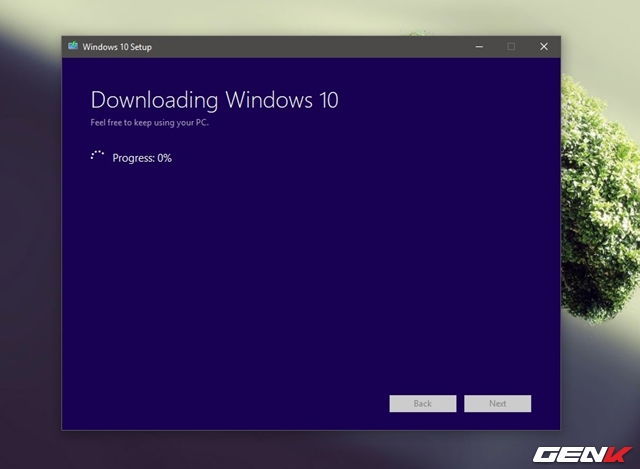 Windows 10 Setup
Downloading Windows 10
Feel free to keep using your PC.
Progress: 0%
Back
Next
GENK